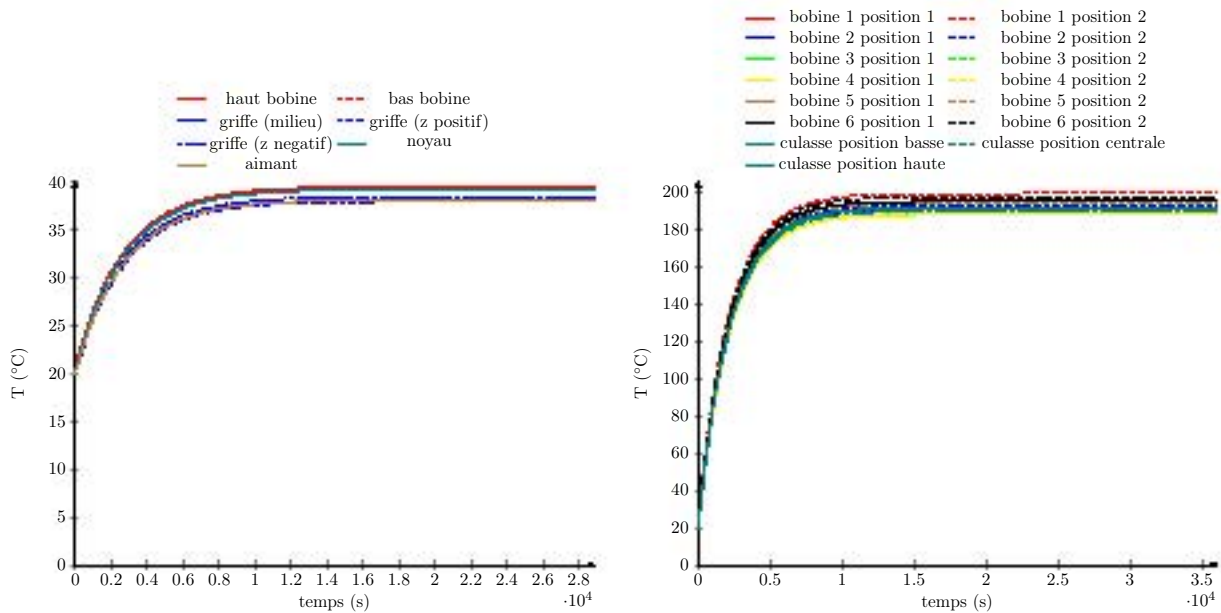 haut bobine bas bobine
griffe (milieu) griffe (z positif)
griffe (z negatif) noyau
aimant
40
35
30
25
20
15
10
5
0
T (°C)
0 0.2 0.4 0.6 0.8 1 1.2 1.4 1.6 1.8 2 2.2 2.4 2.6 2.8
temps (s)
·10⁴
bobine 1 position 1 bobine 1 position 2
bobine 2 position 1 bobine 2 position 2
bobine 3 position 1 bobine 3 position 2
bobine 4 position 1 bobine 4 position 2
bobine 5 position 1 bobine 5 position 2
bobine 6 position 1 bobine 6 position 2
culasse position basse culasse position centrale
culasse position haute
200
180
160
140
120
100
80
60
40
20
0
T (°C)
0 0.5 1 1.5 2 2.5 3 3.5
temps (s)
·10⁴